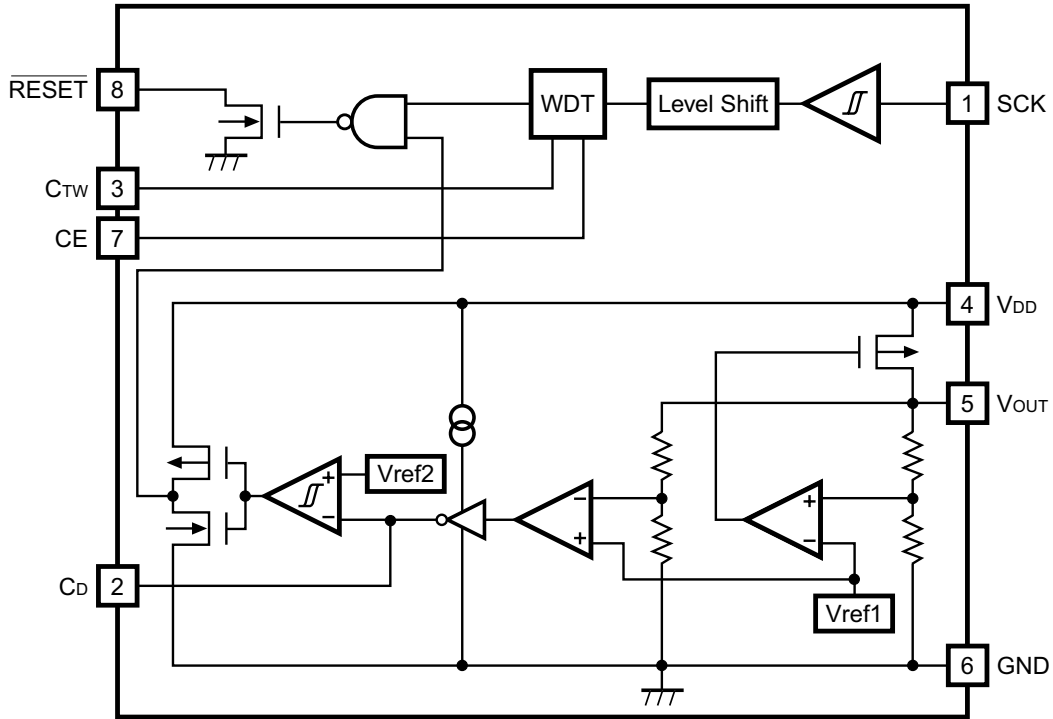 RESET
8
WDT
Level Shift
1
SCK
CTW
3
CE
7
4
VDD
5
VOUT
Vref2
+
−
−
+
+
−
CD
2
Vref1
6
GND